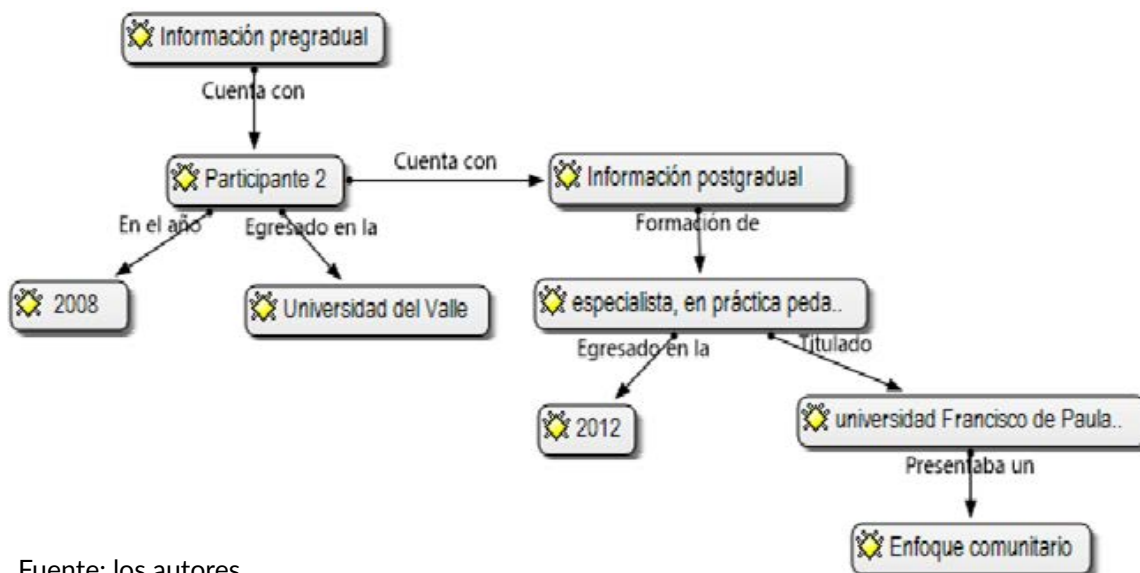 Información pregradual
Cuenta con
Participante 2
Cuenta con
Información postgradual
En el año
Egresado en la
Formación de
2008
Universidad del Valle
especialista, en práctica peda..
Egresado en la
Titulado
2012
universidad Francisco de Paula..
Presentaba un
Enfoque comunitario
Fuente: los autores